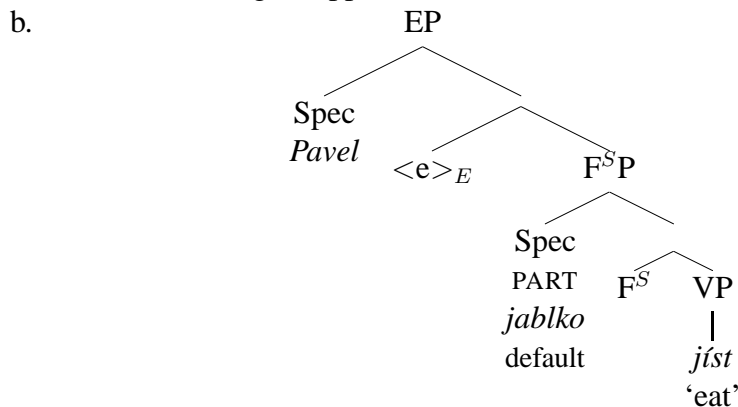 b. EP
Spec
Pavel <e>E FSP
Spec
PART FS VP
jablko
default jíst
‘eat’